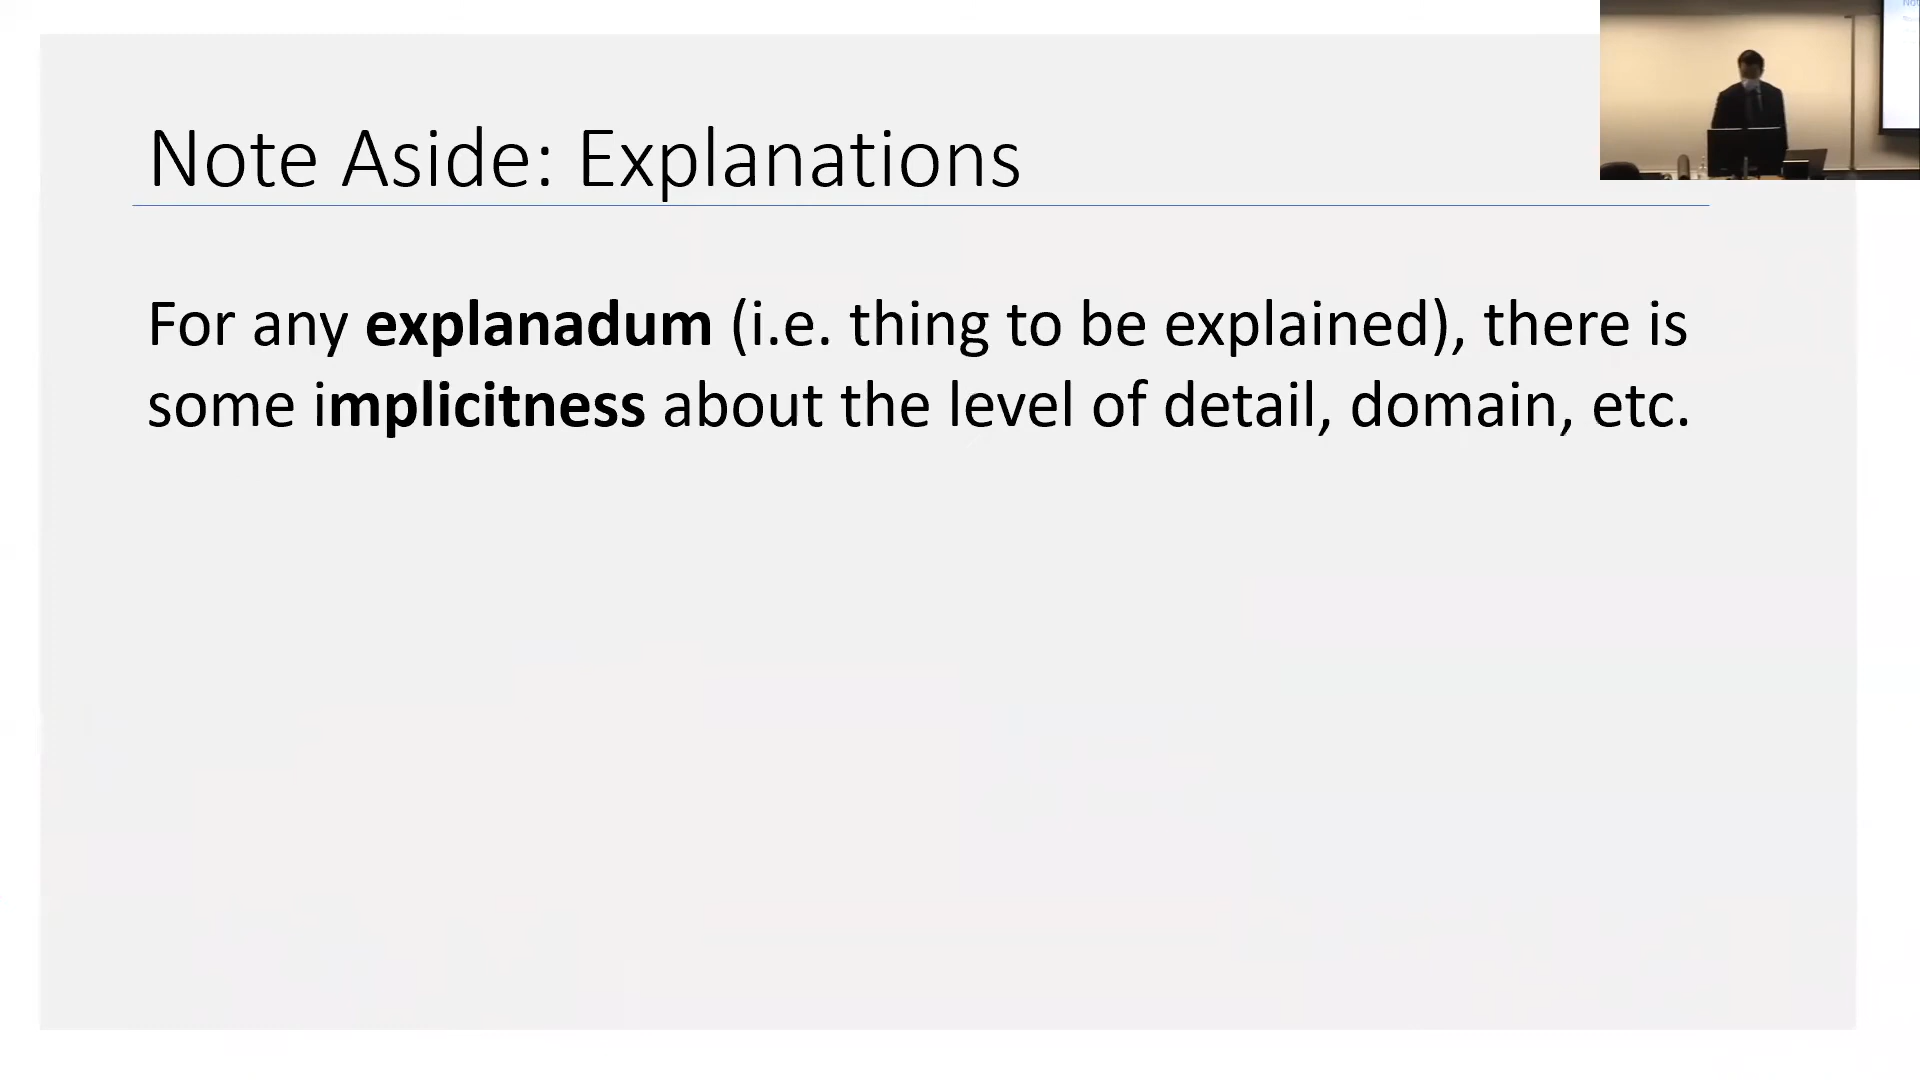 Note Aside: Explanations
For any explanadum (i.e. thing to be explained), there is
some implicitness about the level of detail, domain, etc.